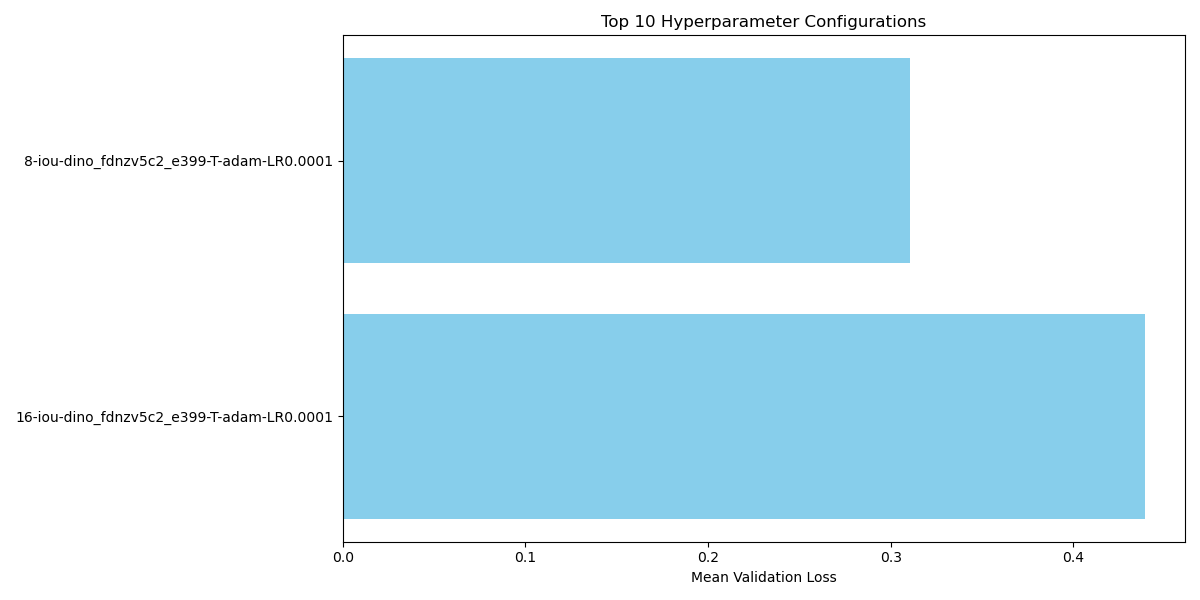 Top 10 Hyperparameter Configurations
8-iou-dino_fdnzv5c2_e399-T-adam-LR0.0001
16-iou-dino_fdnzv5c2_e399-T-adam-LR0.0001
0.0 0.1 0.2 0.3 0.4
Mean Validation Loss